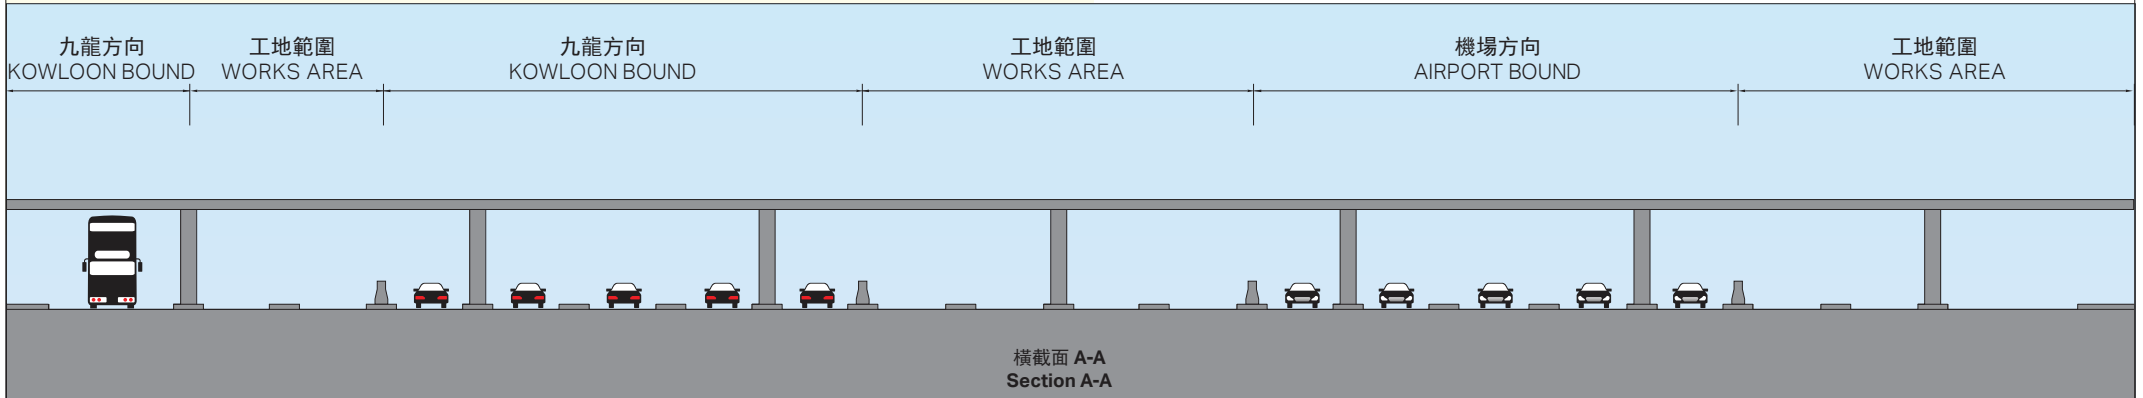 九龍方向
KOWLOON BOUND
工地範圍
WORKS AREA
九龍方向
KOWLOON BOUND
工地範圍
WORKS AREA
機場方向
AIRPORT BOUND
工地範圍
WORKS AREA
橫截面 A-A
Section A-A